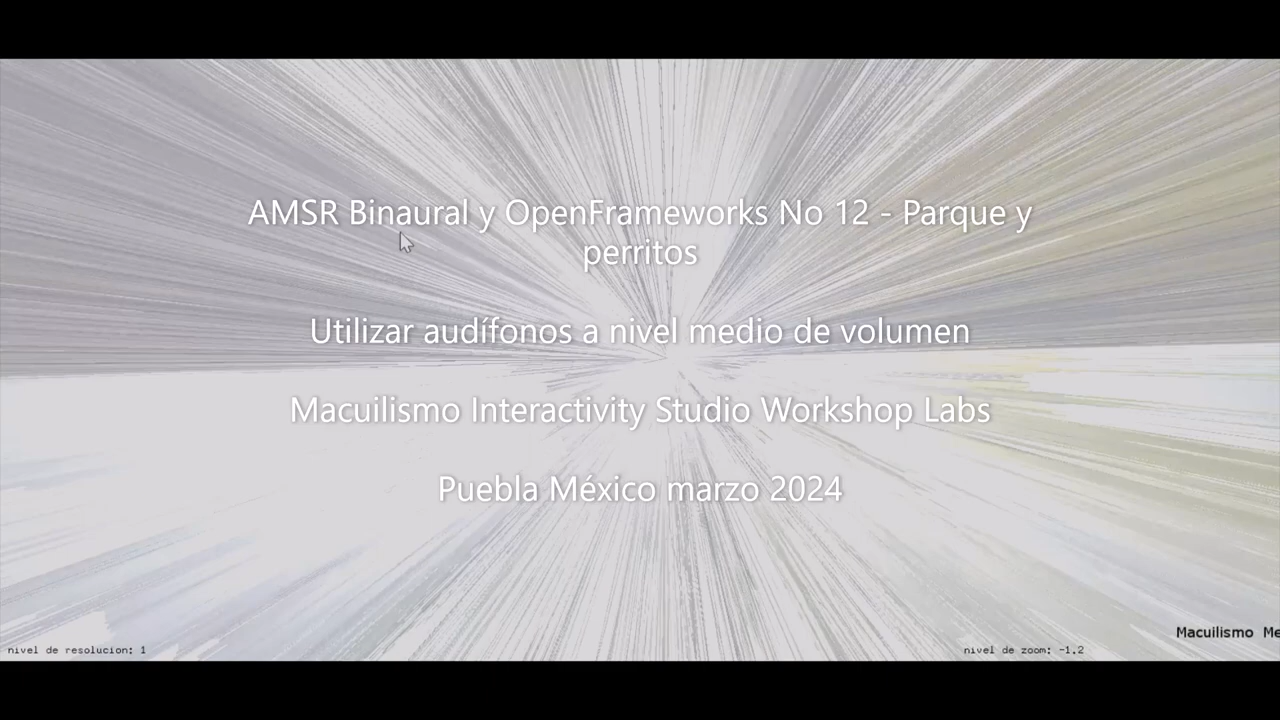 AMSR Binaural y OpenFrameworks No 12 - Parque y
perritos
Utilizar audífonos a nivel medio de volumen
Macuilismo Interactivity Studio Workshop Labs
Puebla México marzo 2024
Macuilismo Me
nivel de resolucion: 1
nivel de zoom: -1.2